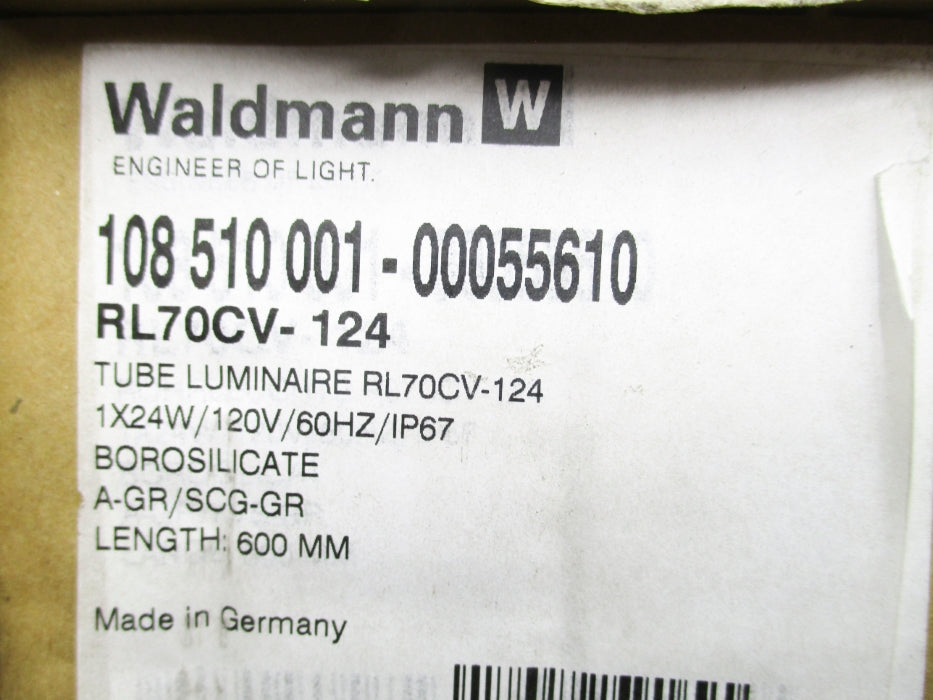 Waldmann W
ENGINEER OF LIGHT.
108 510 001 - 00055610
RL70CV- 124
TUBE LUMINAIRE RL70CV-124
1X24W/120V/60HZ/IP67
BOROSILICATE
A-GR/SCG-GR
LENGTH: 600 MM
Made in Germany